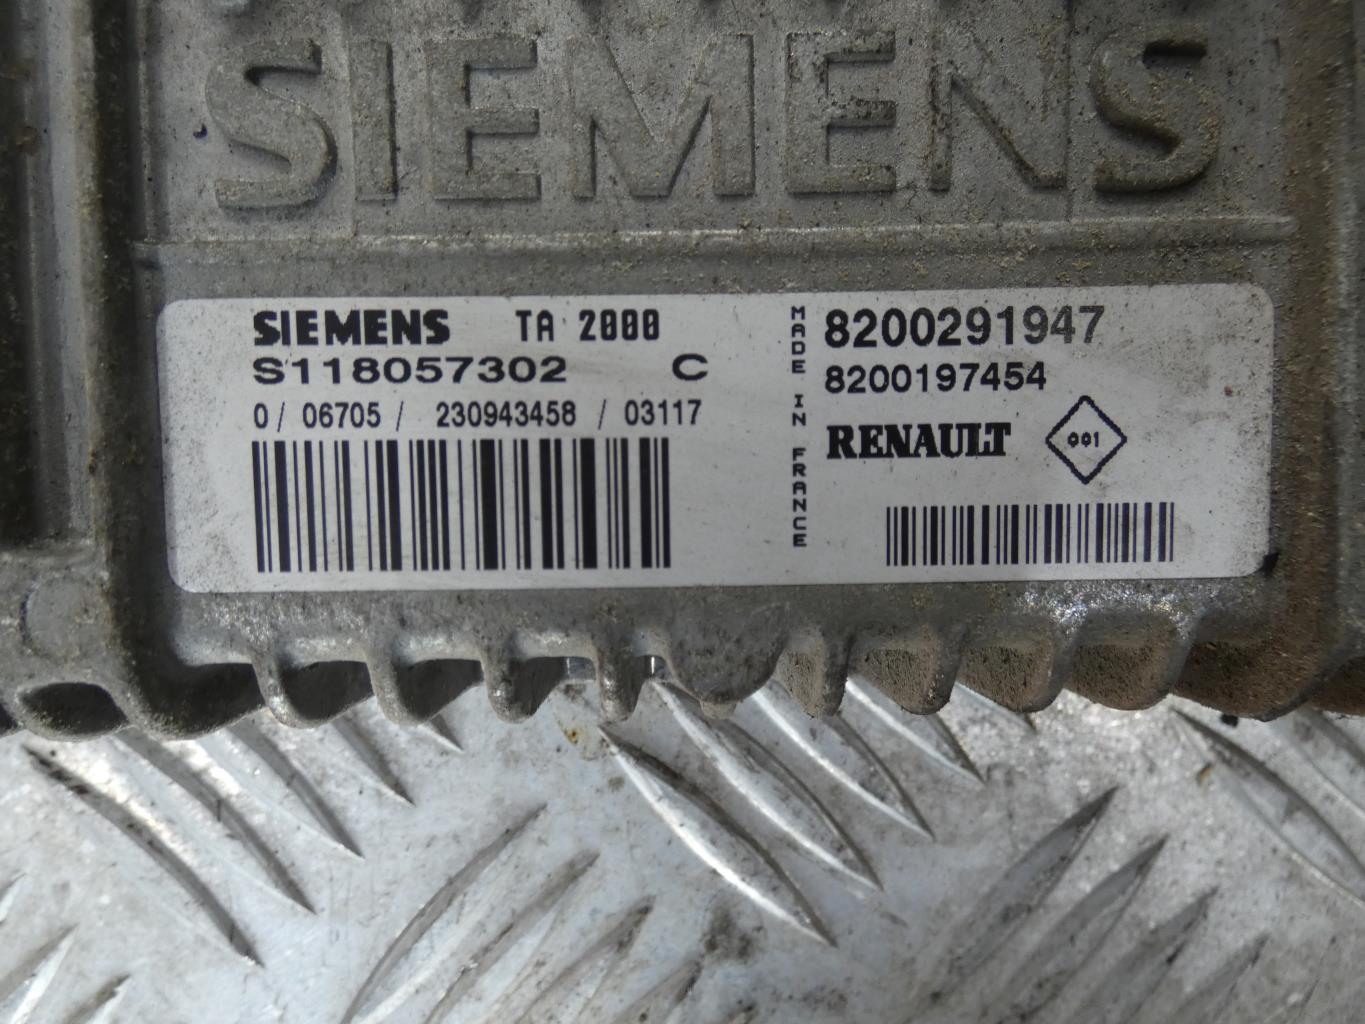 SIEMENS
SIEMENS TA 2000
S118057302 C
0/ 06705 / 230943458 / 03117
MADE IN FRANCE
8200291947
8200197454
RENAULT 001